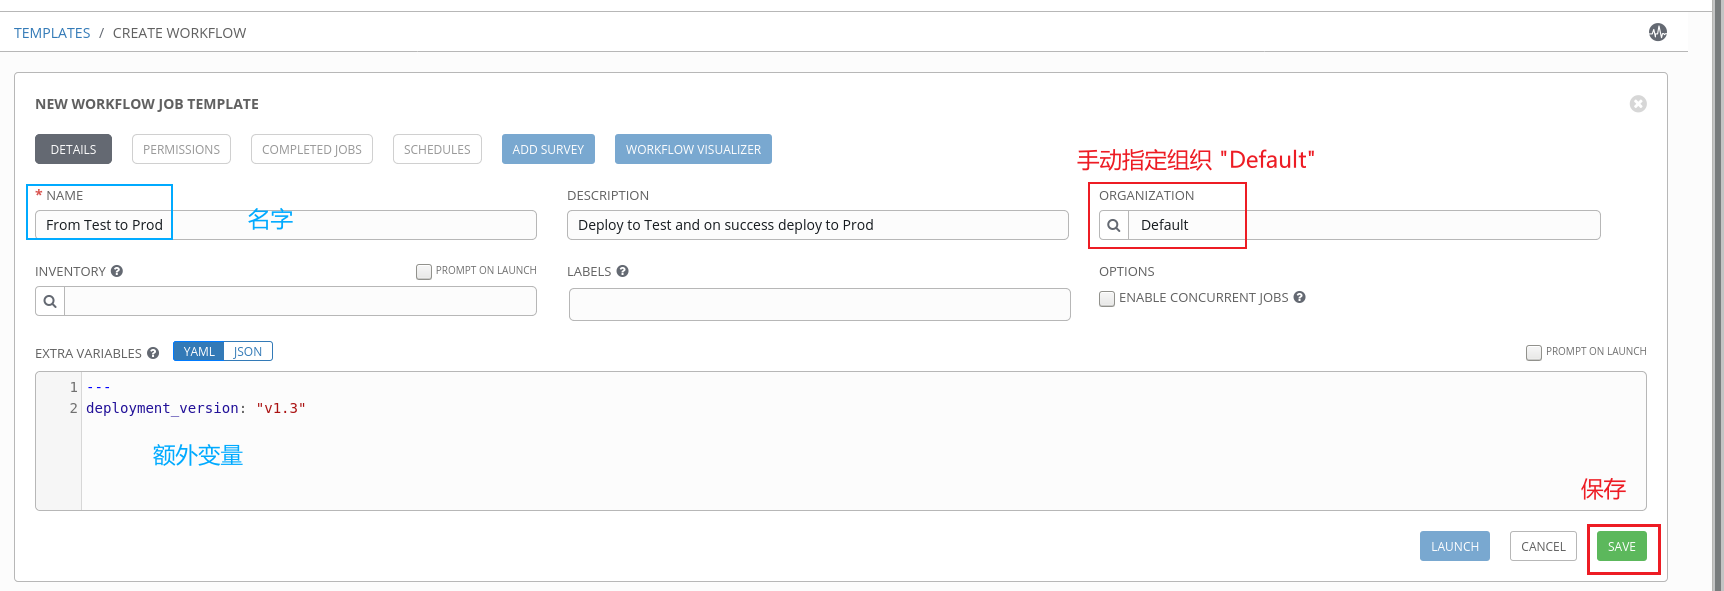 TEMPLATES / CREATE WORKFLOW
NEW WORKFLOW JOB TEMPLATE
DETAILS PERMISSIONS COMPLETED JOBS SCHEDULES ADD SURVEY WORKFLOW VISUALIZER
手动指定组织 "Default"
* NAME DESCRIPTION ORGANIZATION
From Test to Prod 名字 Deploy to Test and on success deploy to Prod Default
INVENTORY ? PROMPT ON LAUNCH LABELS ? OPTIONS
ENABLE CONCURRENT JOBS ?
EXTRA VARIABLES ? YAML JSON PROMPT ON LAUNCH
1 ---
2 deployment_version: "v1.3"
额外变量
保存
LAUNCH CANCEL SAVE